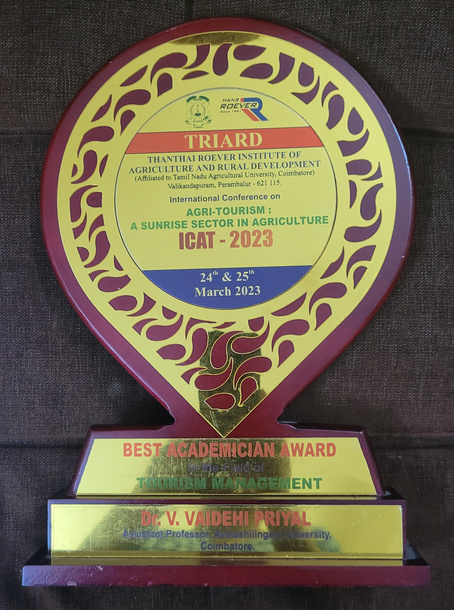 HANS
ROEVER
TRIARD
THANTHAI ROEVER INSTITUTE OF
AGRICULTURE AND RURAL DEVELOPMENT
(Affiliated to Tamil Nadu Agricultural University, Coimbatore)
Valikandapuram, Perambalur - 621 115.
International Conference on
AGRI-TOURISM :
A SUNRISE SECTOR IN AGRICULTURE
ICAT - 2023
24th & 25th
March 2023
BEST ACADEMICIAN AWARD
of
TOURISM MANAGEMENT
Dr. V. VAIDEHI PRIYAL
Assistant Professor, University,
Coimbatore.